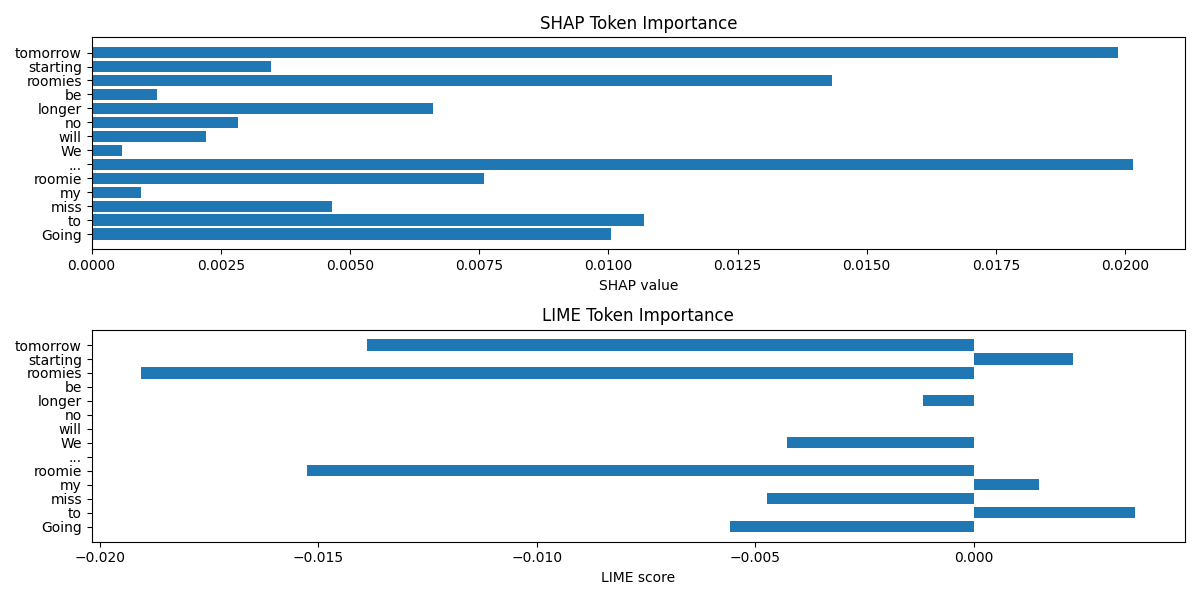 SHAP Token Importance
tomorrow
starting
roomies
be
longer
no
will
We
...
roomie
my
miss
to
Going
0.0000 0.0025 0.0050 0.0075 0.0100 0.0125 0.0150 0.0175 0.0200
SHAP value
LIME Token Importance
tomorrow
starting
roomies
be
longer
no
will
We
...
roomie
my
miss
to
Going
−0.020 −0.015 −0.010 −0.005 0.000
LIME score